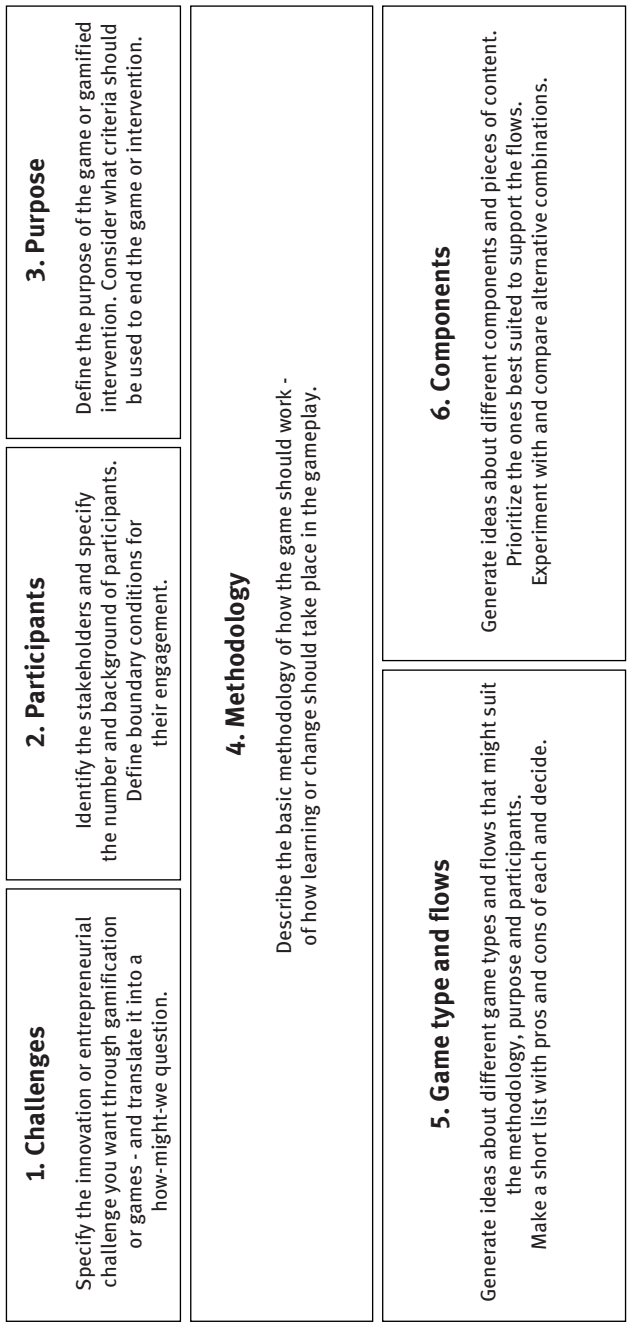 1. Challenges
Specify the innovation or entrepreneurial
challenge you want through gamification
or games - and translate it into a
how-might-we question.
2. Participants
Identify the stakeholders and specify
the number and background of participants.
Define boundary conditions for
their engagement.
3. Purpose
Define the purpose of the game or gamified
intervention. Consider what criteria should
be used to end the game or intervention.
4. Methodology
Describe the basic methodology of how the game should work -
of how learning or change should take place in the gameplay.
5. Game type and flows
Generate ideas about different game types and flows that might suit
the methodology, purpose and participants.
Make a short list with pros and cons of each and decide.
6. Components
Generate ideas about different components and pieces of content.
Prioritize the ones best suited to support the flows.
Experiment with and compare alternative combinations.